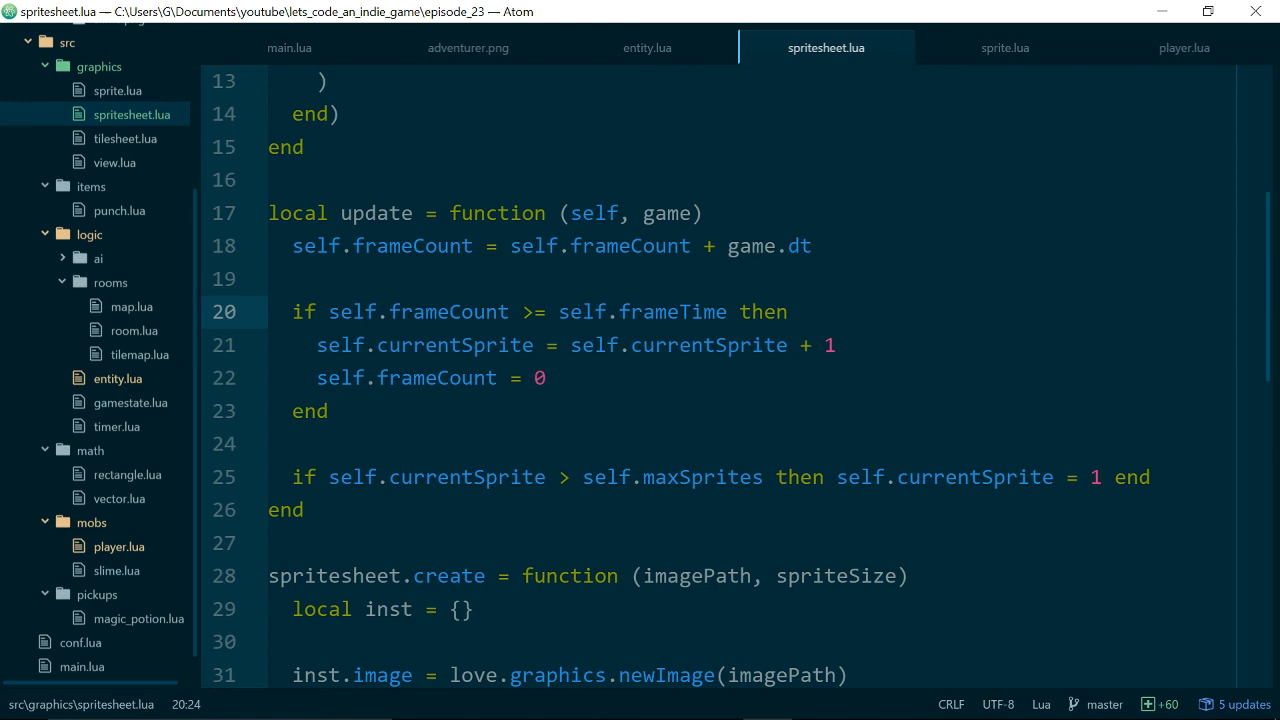 spritesheet.lua — C:\Users\G\Documents\youtube\lets_code_an_indie_game\episode_23 — Atom
src
graphics
sprite.lua
spritesheet.lua
tilesheet.lua
view.lua
items
punch.lua
logic
ai
rooms
map.lua
room.lua
tilemap.lua
entity.lua
gamestate.lua
timer.lua
math
rectangle.lua
vector.lua
mobs
player.lua
slime.lua
pickups
magic_potion.lua
conf.lua
main.lua
main.lua adventurer.png entity.lua spritesheet.lua sprite.lua player.lua
13 )
14 end)
15 end
16
17 local update = function (self, game)
18 self.frameCount = self.frameCount + game.dt
19
20 if self.frameCount >= self.frameTime then
21 self.currentSprite = self.currentSprite + 1
22 self.frameCount = 0
23 end
24
25 if self.currentSprite > self.maxSprites then self.currentSprite = 1 end
26 end
27
28 spritesheet.create = function (imagePath, spriteSize)
29 local inst = {}
30
31 inst.image = love.graphics.newImage(imagePath)
src\graphics\spritesheet.lua 20:24 CRLF UTF-8 Lua master +60 5 updates